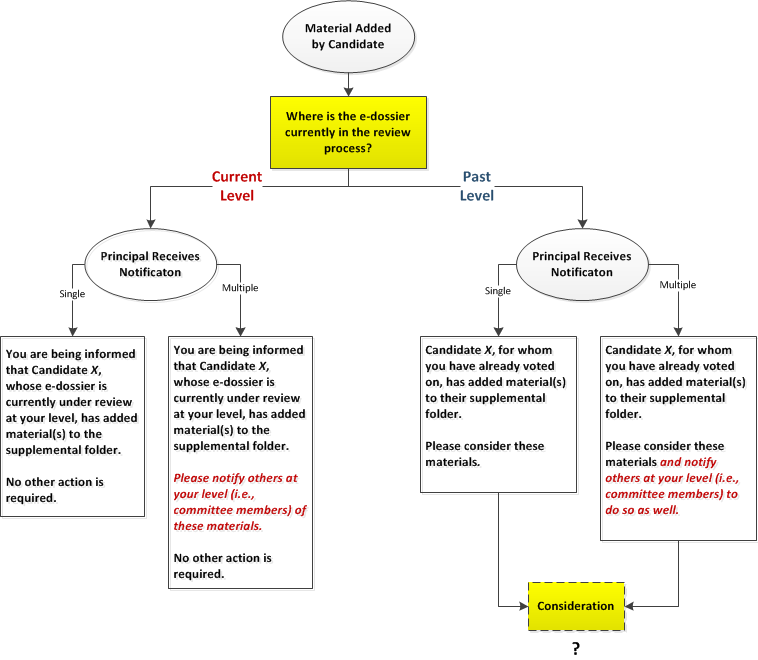 Material Added
by Candidate
Where is the e-dossier
currently in the review
process?
Current
Level
Past
Level
Principal Receives
Notificaton
Principal Receives
Notificaton
Single
Multiple
Single
Multiple
You are being informed
that Candidate X,
whose e-dossier is
currently under review
at your level, has added
material(s) to the
supplemental folder.
No other action is
required.
You are being informed
that Candidate X,
whose e-dossier is
currently under review
at your level, has added
material(s) to the
supplemental folder.
Please notify others at
your level (i.e.,
committee members) of
these materials.
No other action is
required.
Candidate X, for whom
you have already voted
on, has added material(s)
to their supplemental
folder.
Please consider these
materials.
Candidate X, for whom
you have already voted
on, has added material(s)
to their supplemental
folder.
Please consider these
materials and notify
others at your level (i.e.,
committee members) to
do so as well.
Consideration
?